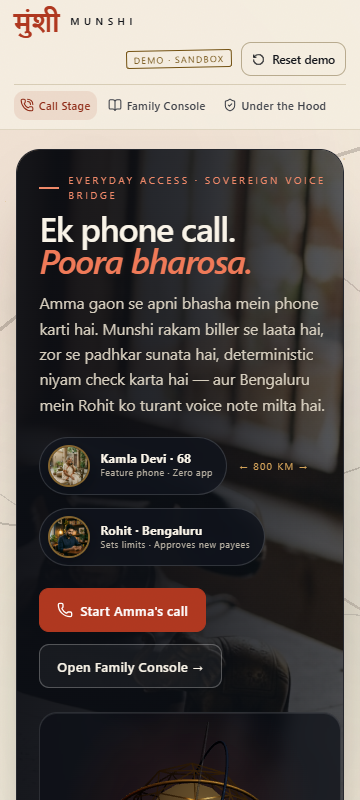 मुंशी MUNSHI
DEMO · SANDBOX
Reset demo
Call Stage
Family Console
Under the Hood
EVERYDAY ACCESS · SOVEREIGN VOICE
BRIDGE
Ek phone call.
Poora bharosa.
Amma gaon se apni bhasha mein phone
karti hai. Munshi rakam biller se laata hai,
zor se padhkar sunata hai, deterministic
niyam check karta hai — aur Bengaluru
mein Rohit ko turant voice note milta hai.
Kamla Devi · 68
Feature phone · Zero app
← 800 KM →
Rohit · Bengaluru
Sets limits · Approves new payees
Start Amma's call
Open Family Console →